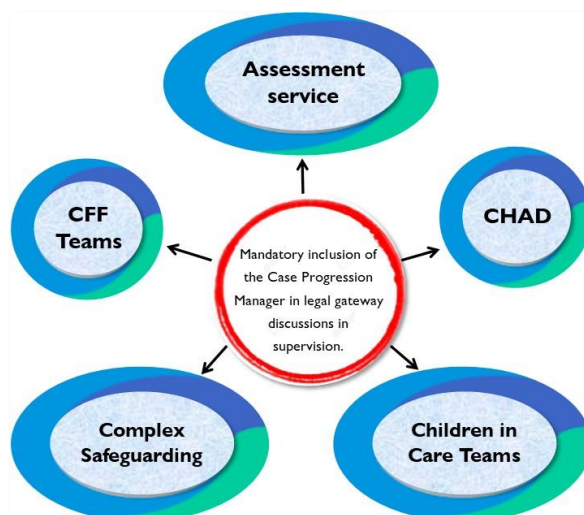 Assessment
service
CFF
Teams
CHAD
Mandatory inclusion of
the Case Progression
Manager in legal gateway
discussions in
supervision.
Complex
Safeguarding
Children in
Care Teams